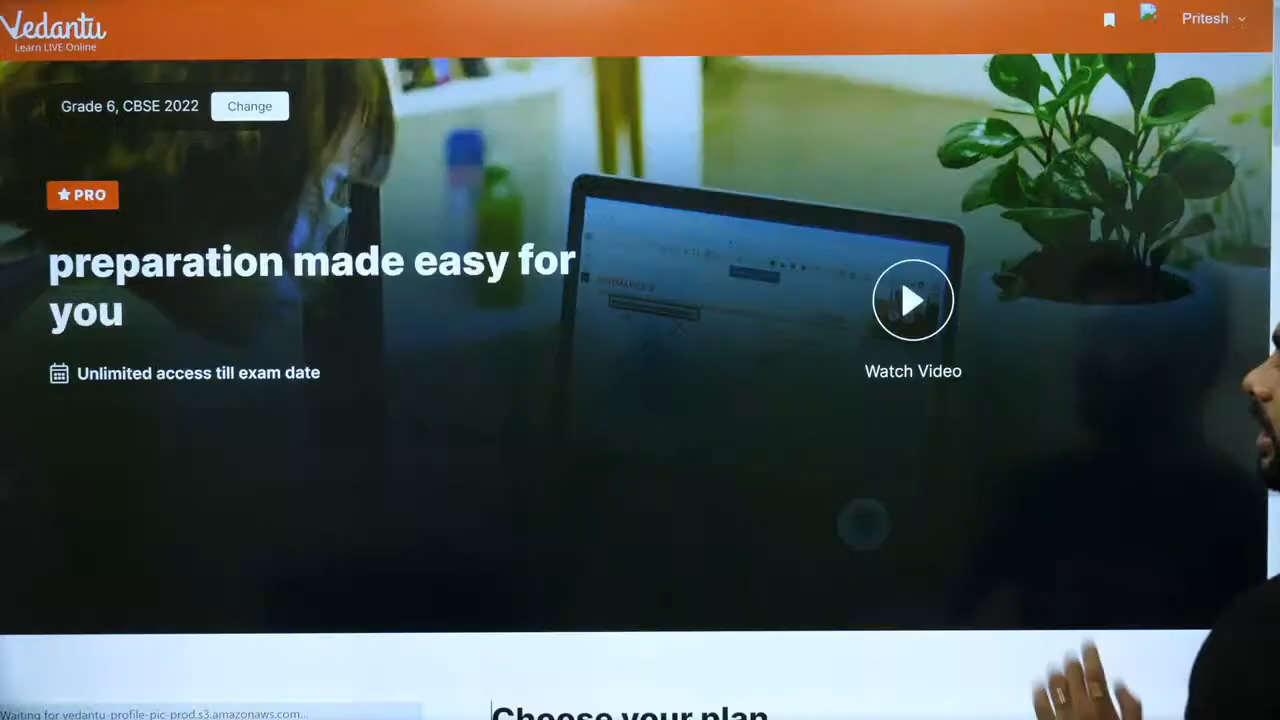 Vedantu
Learn LIVE Online
Pritesh
Grade 6, CBSE 2022
Change
PRO
preparation made easy for
you
Unlimited access till exam date
Watch Video
Choose your plan
Waiting for vedantu-profile-pic-prod.s3.amazonaws.com...